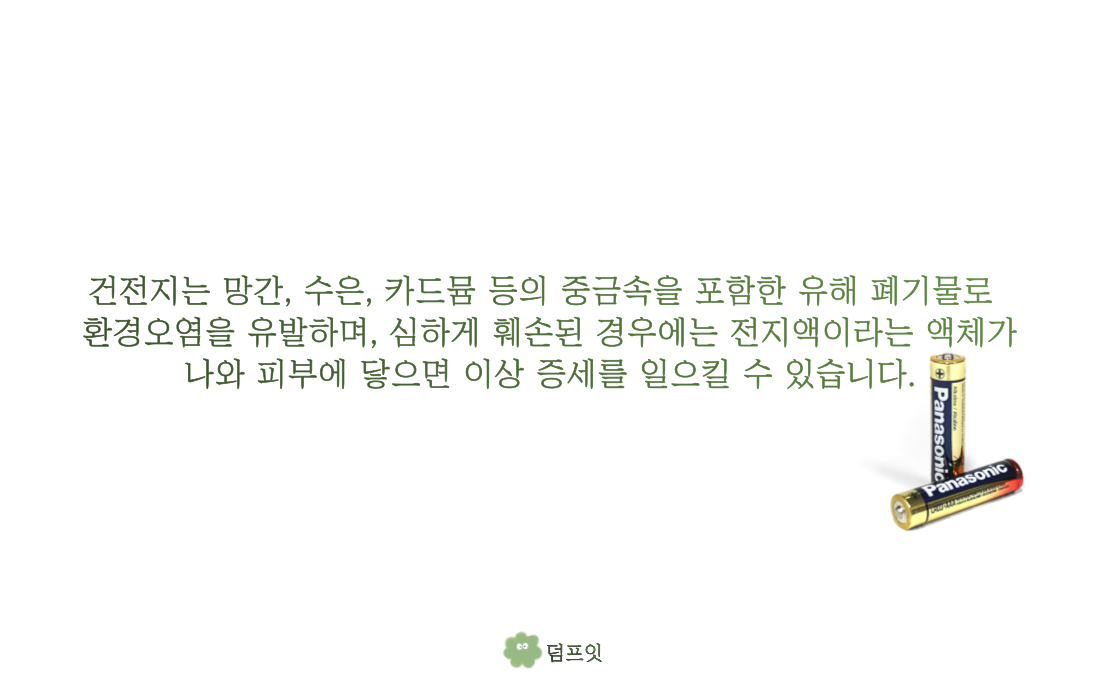 건전지는 망간, 수은, 카드뮴 등의 중금속을 포함한 유해 폐기물로
환경오염을 유발하며, 심하게 훼손된 경우에는 전지액이라는 액체가
나와 피부에 닿으면 이상 증세를 일으킬 수 있습니다.
Panasonic
Panasonic
덤프잇